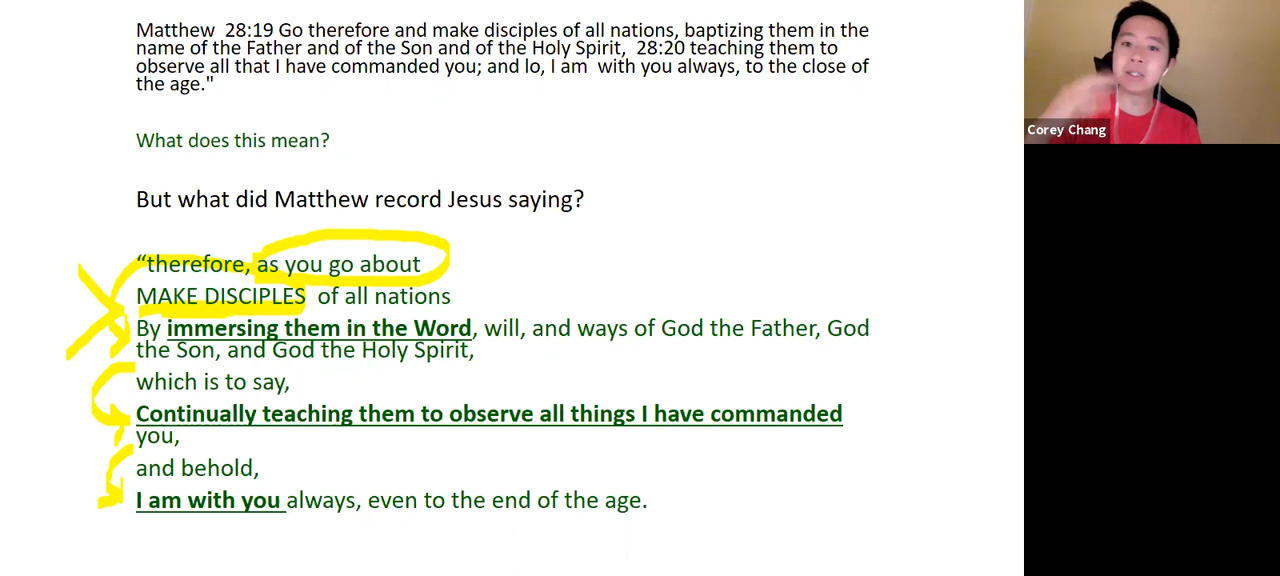 Matthew  28:19 Go therefore and make disciples of all nations, baptizing them in the
name of the Father and of the Son and of the Holy Spirit,  28:20 teaching them to
observe all that I have commanded you; and lo, I am  with you always, to the close of
the age."
What does this mean?
But what did Matthew record Jesus saying?
“therefore, as you go about
MAKE DISCIPLES  of all nations
By immersing them in the Word, will, and ways of God the Father, God
the Son, and God the Holy Spirit,
which is to say,
Continually teaching them to observe all things I have commanded
you,
and behold,
I am with you always, even to the end of the age.
Corey Chang